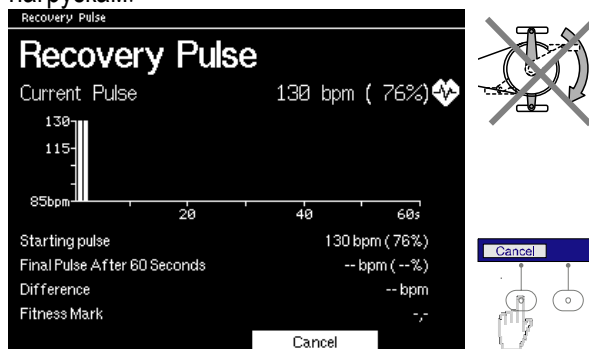 нагрузка...
Recovery Pulse
Recovery Pulse
Current Pulse 130 bpm ( 76%)
130
115
85bpm
20 40 60s
Starting pulse 130 bpm ( 76%)
Final Pulse After 60 Seconds -- bpm ( --%)
Difference -- bpm
Fitness Mark -,-
Cancel
Cancel